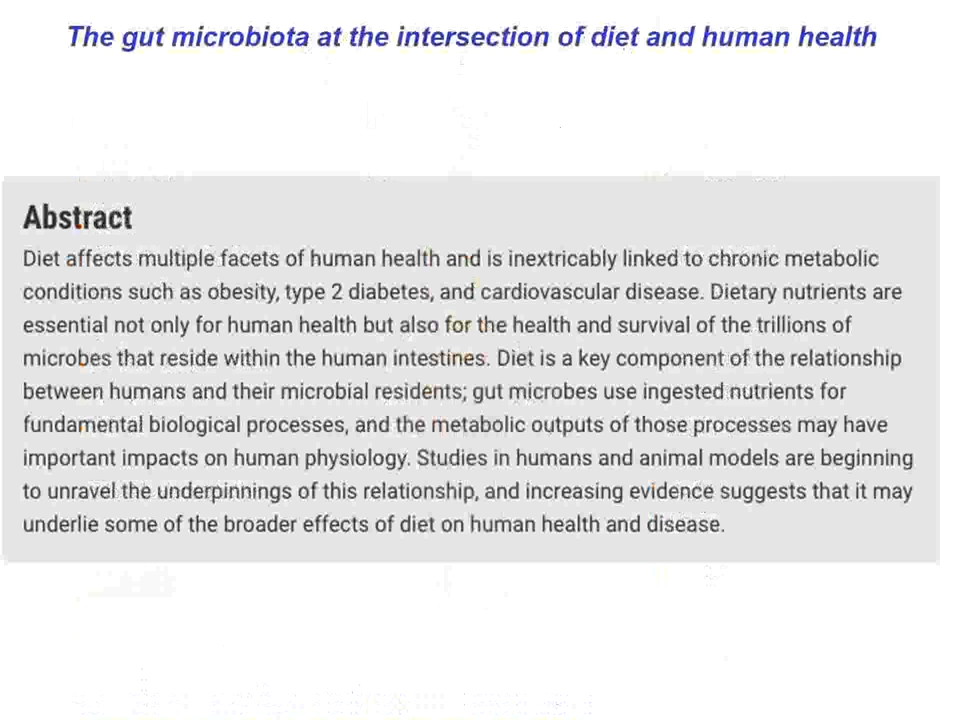 The gut microbiota at the intersection of diet and human health
Abstract
Diet affects multiple facets of human health and is inextricably linked to chronic metabolic
conditions such as obesity, type 2 diabetes, and cardiovascular disease. Dietary nutrients are
essential not only for human health but also for the health and survival of the trillions of
microbes that reside within the human intestines. Diet is a key component of the relationship
between humans and their microbial residents; gut microbes use ingested nutrients for
fundamental biological processes, and the metabolic outputs of those processes may have
important impacts on human physiology. Studies in humans and animal models are beginning
to unravel the underpinnings of this relationship, and increasing evidence suggests that it may
underlie some of the broader effects of diet on human health and disease.